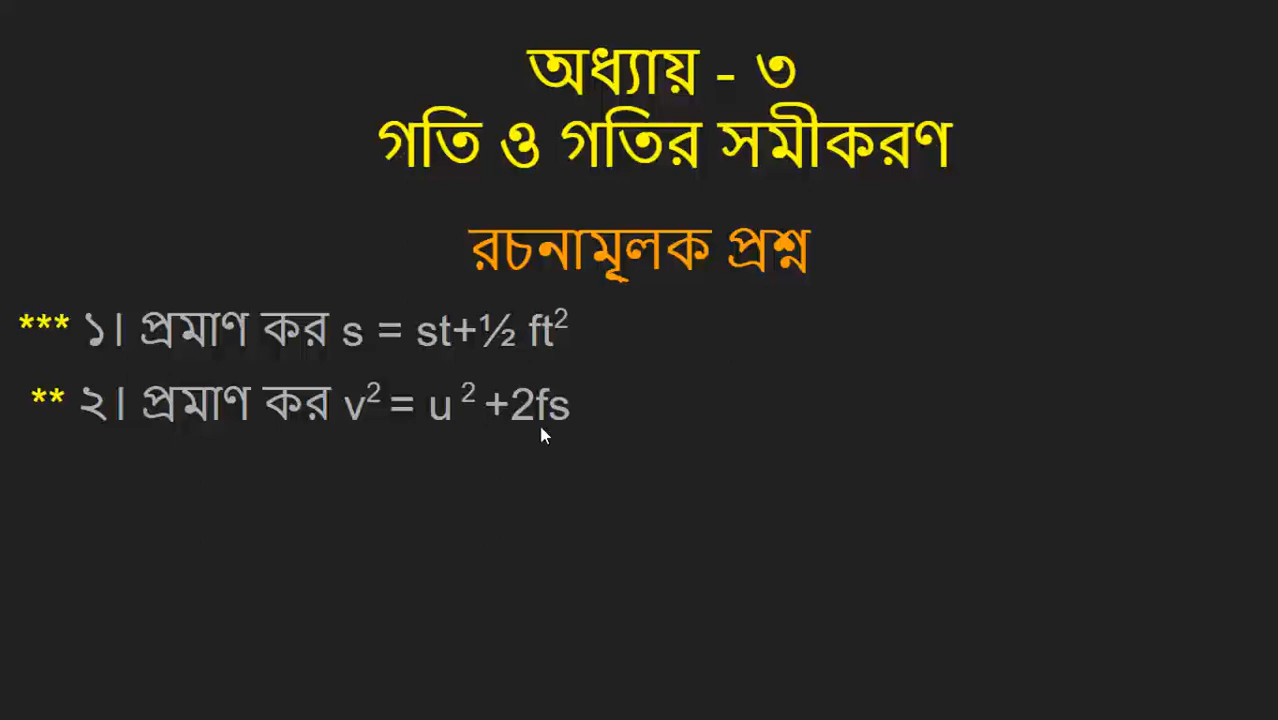 অধ্যায় - ৩
গতি ও গতির সমীকরণ
রচনামূলক প্রশ্ন
*** ১। প্রমাণ কর s = st+½ ft²
** ২। প্রমাণ কর v² = u ² +2fs